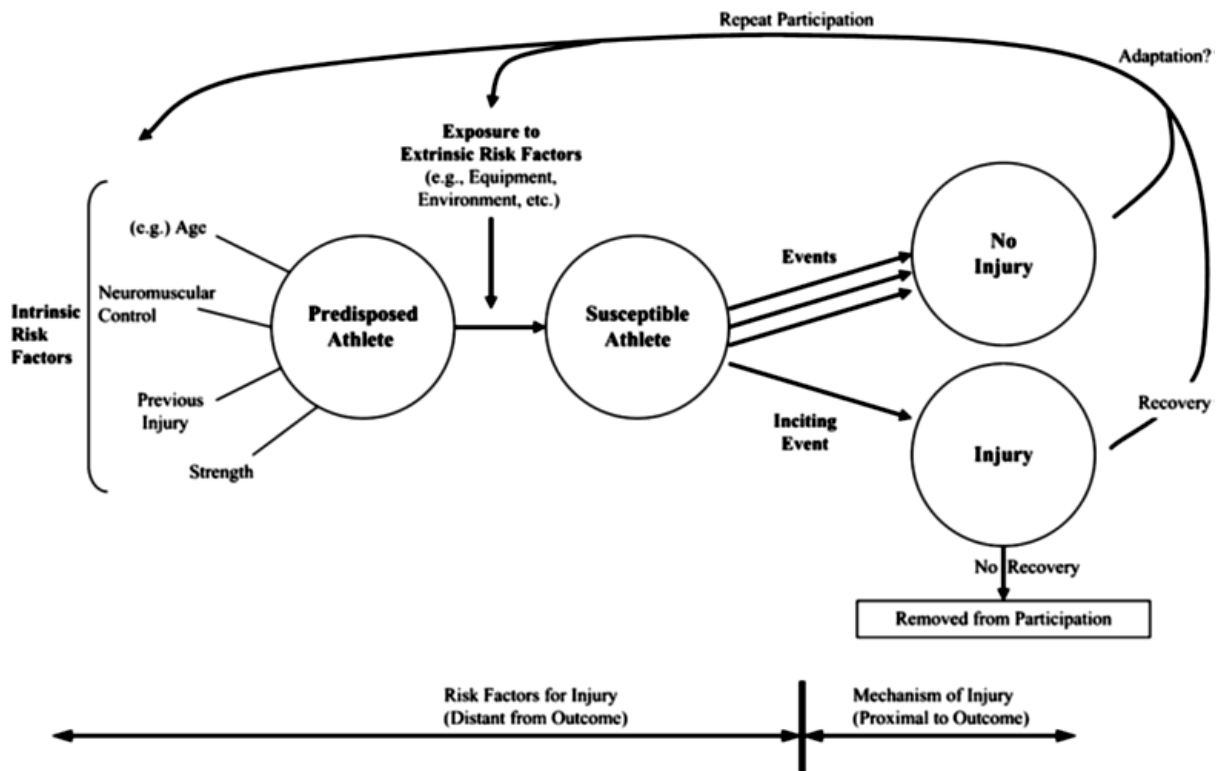 Repeat Participation
Adaptation?
Exposure to
Extrinsic Risk Factors
(e.g., Equipment,
Environment, etc.)
(e.g.) Age
Neuromuscular
Control
Previous
Injury
Strength
Intrinsic
Risk
Factors
Predisposed
Athlete
Susceptible
Athlete
Events
Inciting
Event
No
Injury
Injury
Recovery
No Recovery
Removed from Participation
Risk Factors for Injury
(Distant from Outcome)
Mechanism of Injury
(Proximal to Outcome)